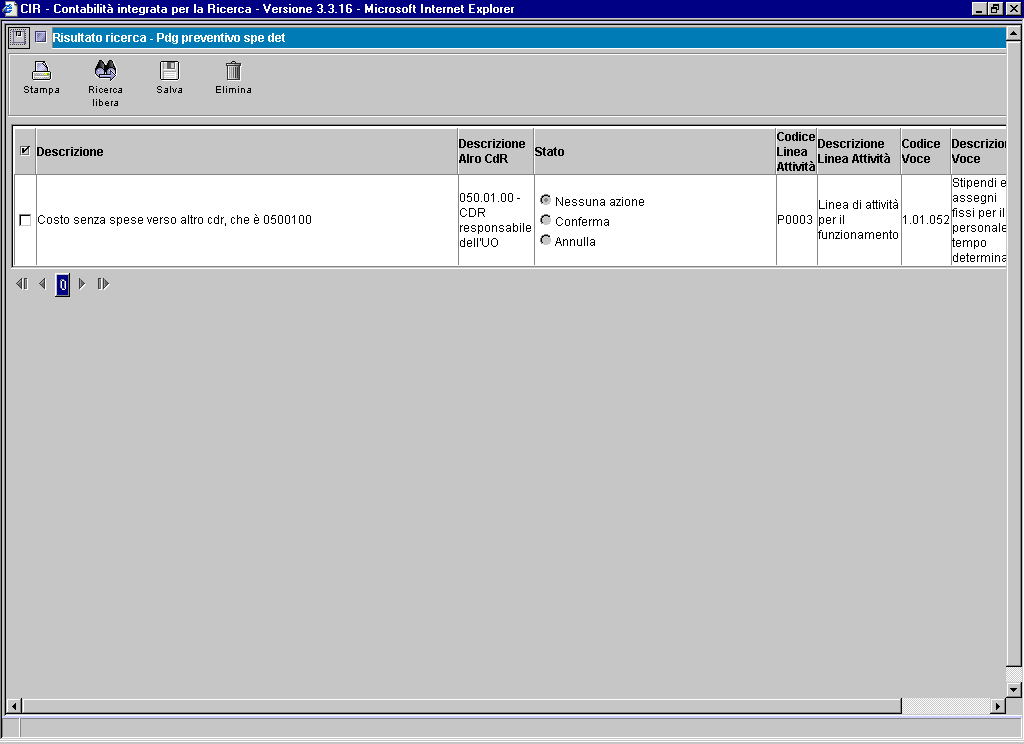 CIR - Contabilità integrata per la Ricerca - Versione 3.3.16 - Microsoft Internet Explorer
Risultato ricerca - Pdg preventivo spe det
Stampa
Ricerca
libera
Salva
Elimina
Descrizione
Descrizione
Alro CdR
Stato
Codice
Linea
Attività
Descrizione
Linea Attività
Codice
Voce
Descrizior
Voce
Costo senza spese verso altro cdr, che è 0500100
050.01.00 -
CDR
responsabile
dell'UO
Nessuna azione
Conferma
Annulla
P0003
Linea di attività
per il
funzionamento
1.01.052
Stipendi e
assegni
fissi per il
personale
tempo
determina
0